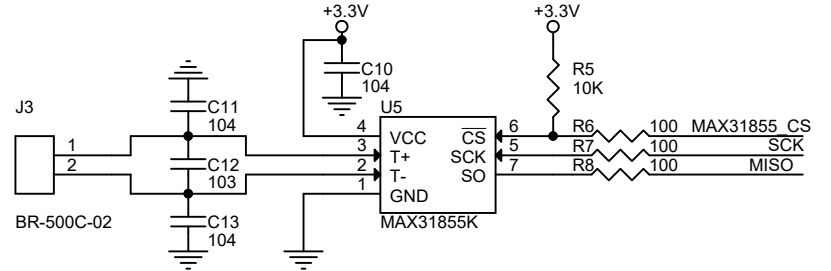 +3.3V
+3.3V
C10
104
R5
10K
J3
C11
104
U5
1
2
C12
103
4
3
2
1
VCC
T+
T-
GND
CS
SCK
SO
6
5
7
R6
100
MAX31855_CS
R7
100
SCK
R8
100
MISO
BR-500C-02
C13
104
MAX31855K